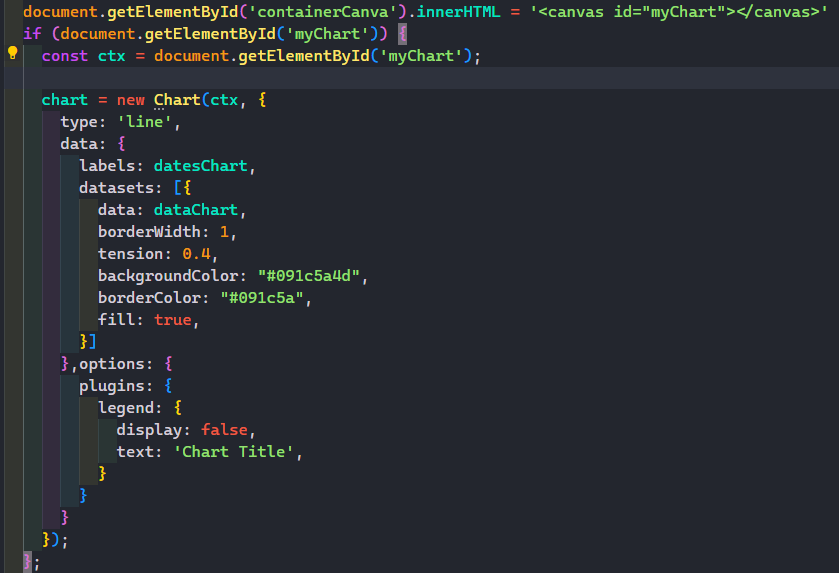 document.getElementById('containerCanva').innerHTML = '<canvas id="myChart"></canvas>'
if (document.getElementById('myChart')) {
  const ctx = document.getElementById('myChart');

  chart = new Chart(ctx, {
    type: 'line',
    data: {
      labels: datesChart,
      datasets: [{
        data: dataChart,
        borderWidth: 1,
        tension: 0.4,
        backgroundColor: "#091c5a4d",
        borderColor: "#091c5a",
        fill: true,
      }]
    },options: {
      plugins: {
        legend: {
          display: false,
          text: 'Chart Title',
        }
      }
    }
  });
};